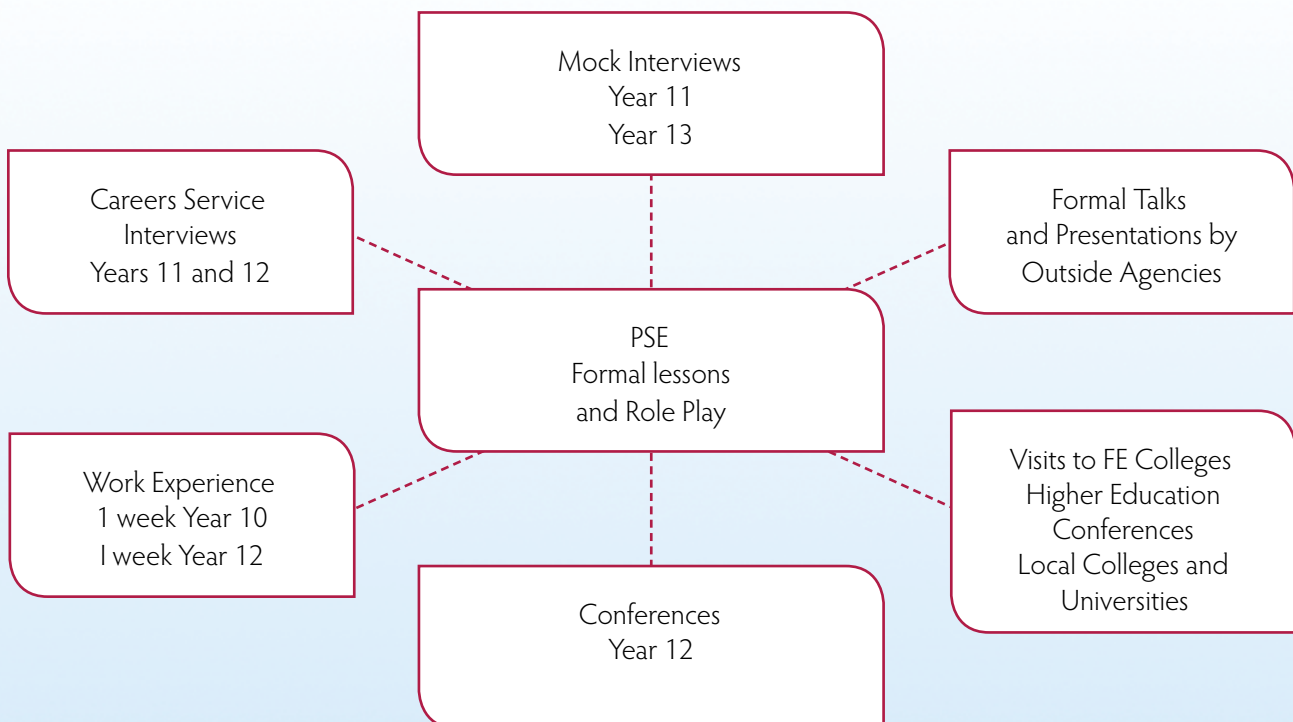 Mock Interviews
Year 11
Year 13
Careers Service
Interviews
Years 11 and 12
Formal Talks
and Presentations by
Outside Agencies
PSE
Formal lessons
and Role Play
Work Experience
1 week Year 10
I week Year 12
Visits to FE Colleges
Higher Education
Conferences
Local Colleges and
Universities
Conferences
Year 12